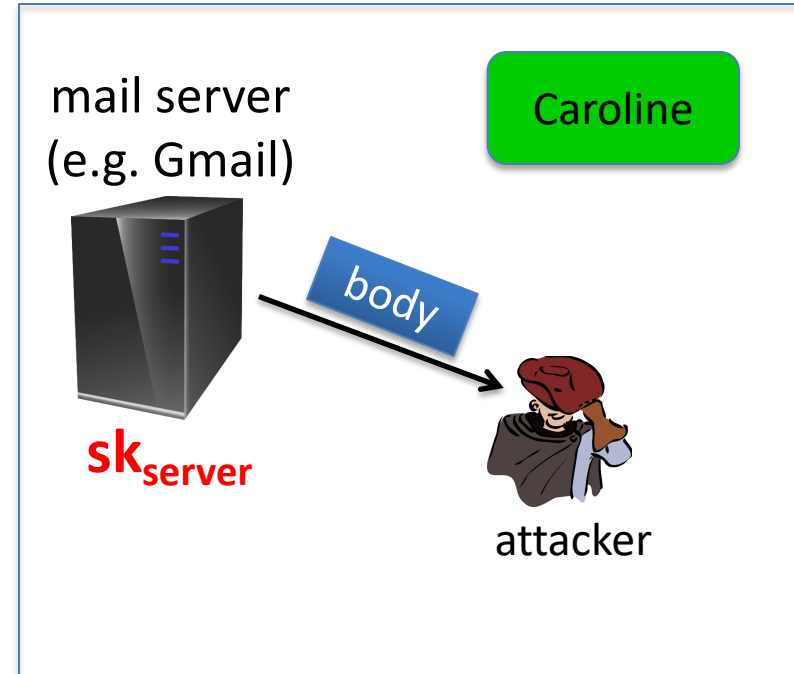 mail server
(e.g. Gmail)
Caroline
body
sk_server
attacker